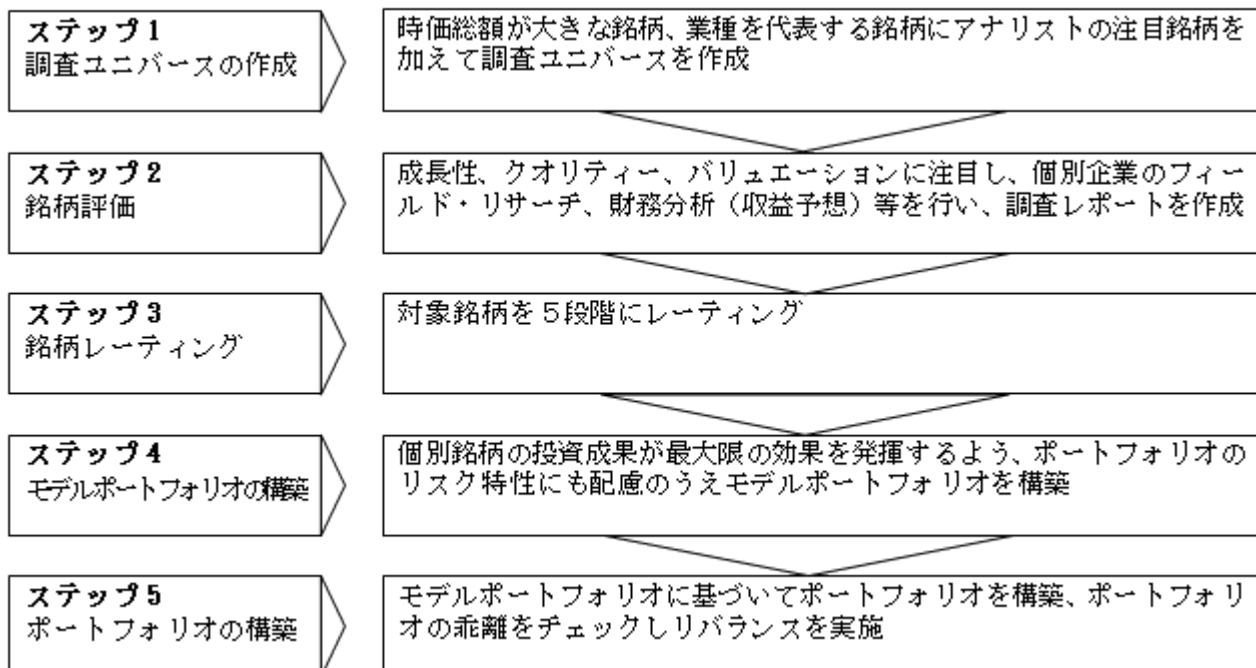 ステップ1
調査ユニバースの作成
時価総額が大きな銘柄、業種を代表する銘柄にアナリストの注目銘柄を
加えて調査ユニバースを作成
ステップ2
銘柄評価
成長性、クオリティー、バリュエーションに注目し、個別企業のフィー
ルド・リサーチ、財務分析（収益予想）等を行い、調査レポートを作成
ステップ3
銘柄レーティング
対象銘柄を５段階にレーティング
ステップ4
モデルポートフォリオの構築
個別銘柄の投資成果が最大限の効果を発揮するよう、ポートフォリオの
リスク特性にも配慮のうえモデルポートフォリオを構築
ステップ5
ポートフォリオの構築
モデルポートフォリオに基づいてポートフォリオを構築、ポートフォリ
オの乖離をチェックしリバランスを実施